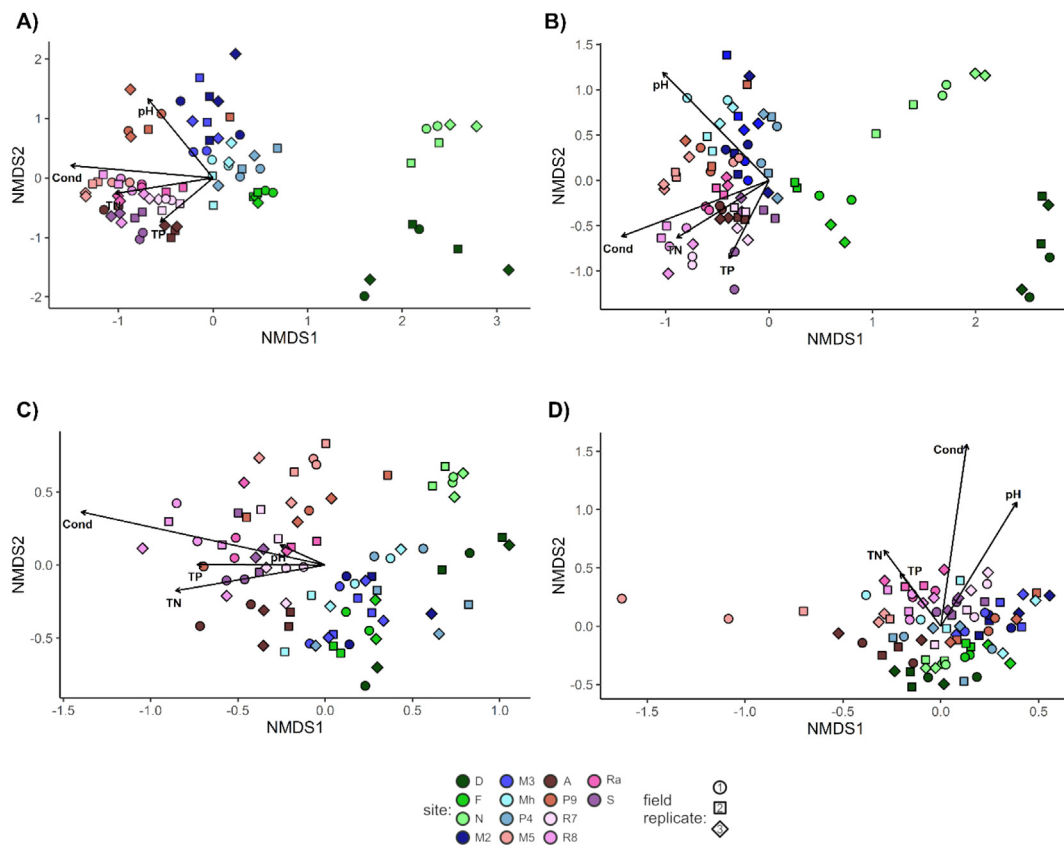 A)
2
1
0
-1
-2
NMDS2
pH
Cond
TN
TP
-1
0
1
2
3
NMDS1
B)
1.5
1.0
0.5
0.0
-0.5
-1.0
NMDS2
pH
Cond
TN
TP
-1
0
1
2
NMDS1
C)
0.5
0.0
-0.5
NMDS2
Cond
pH
TP
TN
-1.5
-1.0
-0.5
0.0
0.5
1.0
NMDS1
D)
1.5
1.0
0.5
0.0
-0.5
NMDS2
Cond
pH
TN
TP
-1.5
-1.0
-0.5
0.0
0.5
NMDS1
site:
D M3 A Ra
F Mh P9 S
N P4 R7
M2 M5 R8
field
replicate:
1
2
3